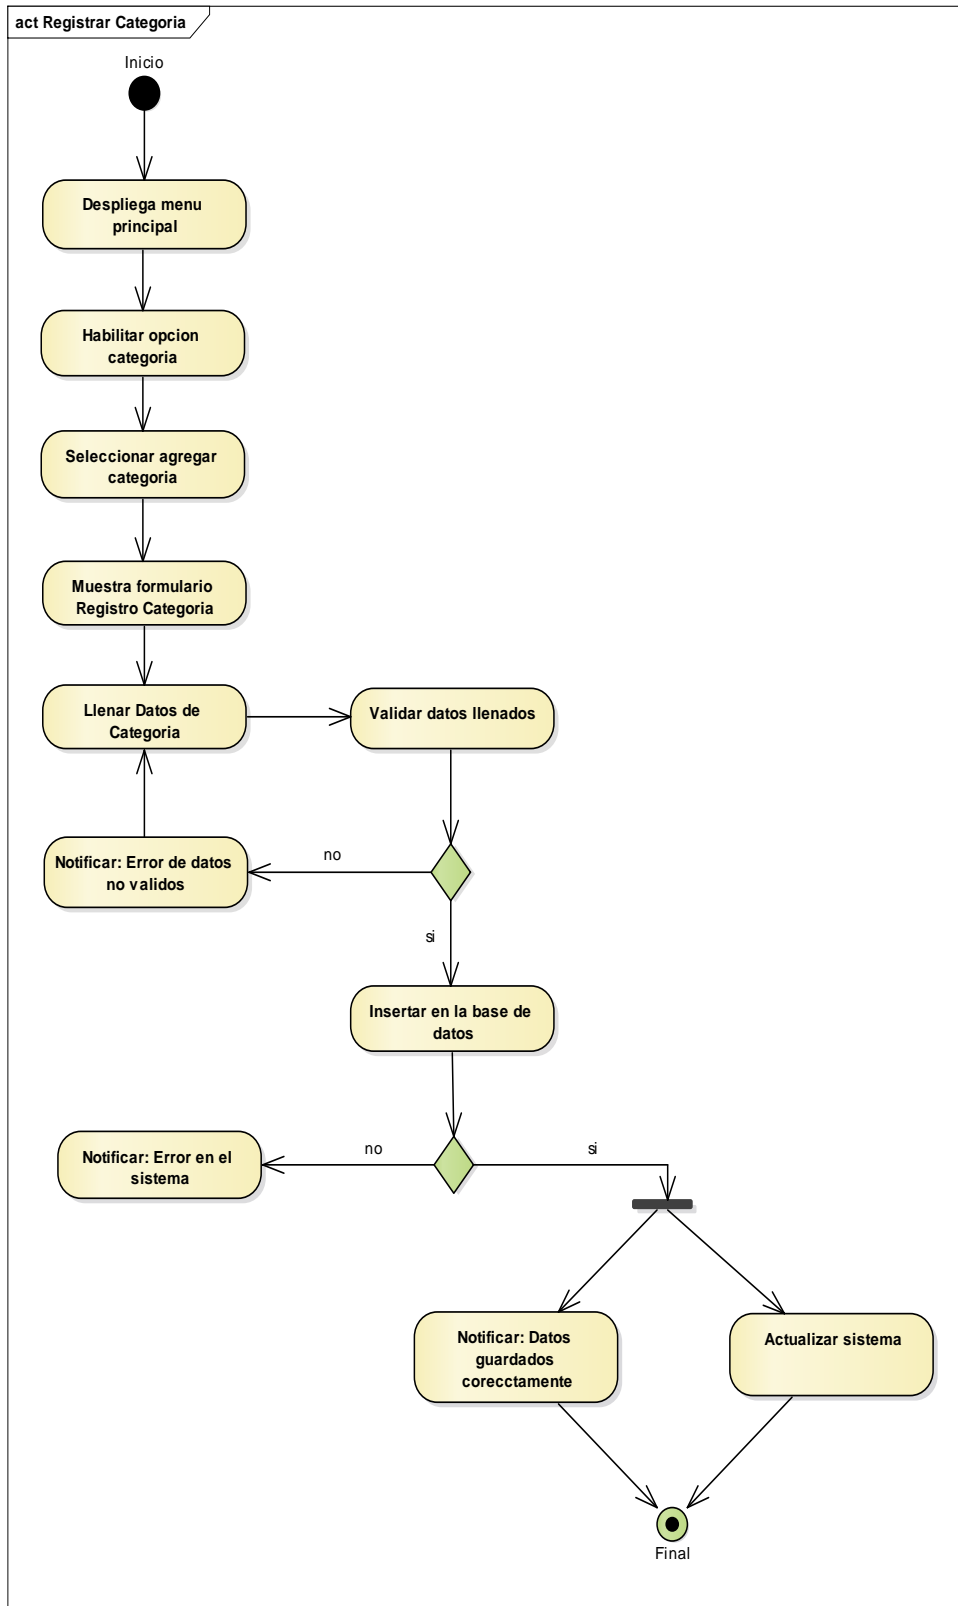 act Registrar Categoria
Inicio
Despliega menu
principal
Habilitar opcion
categoria
Seleccionar agregar
categoria
Muestra formulario
Registro Categoria
Llenar Datos de
Categoria
Validar datos llenados
Notificar: Error de datos
no validos
no
si
Insertar en la base de
datos
Notificar: Error en el
sistema
no
si
Notificar: Datos
guardados
corecctamente
Actualizar sistema
Final